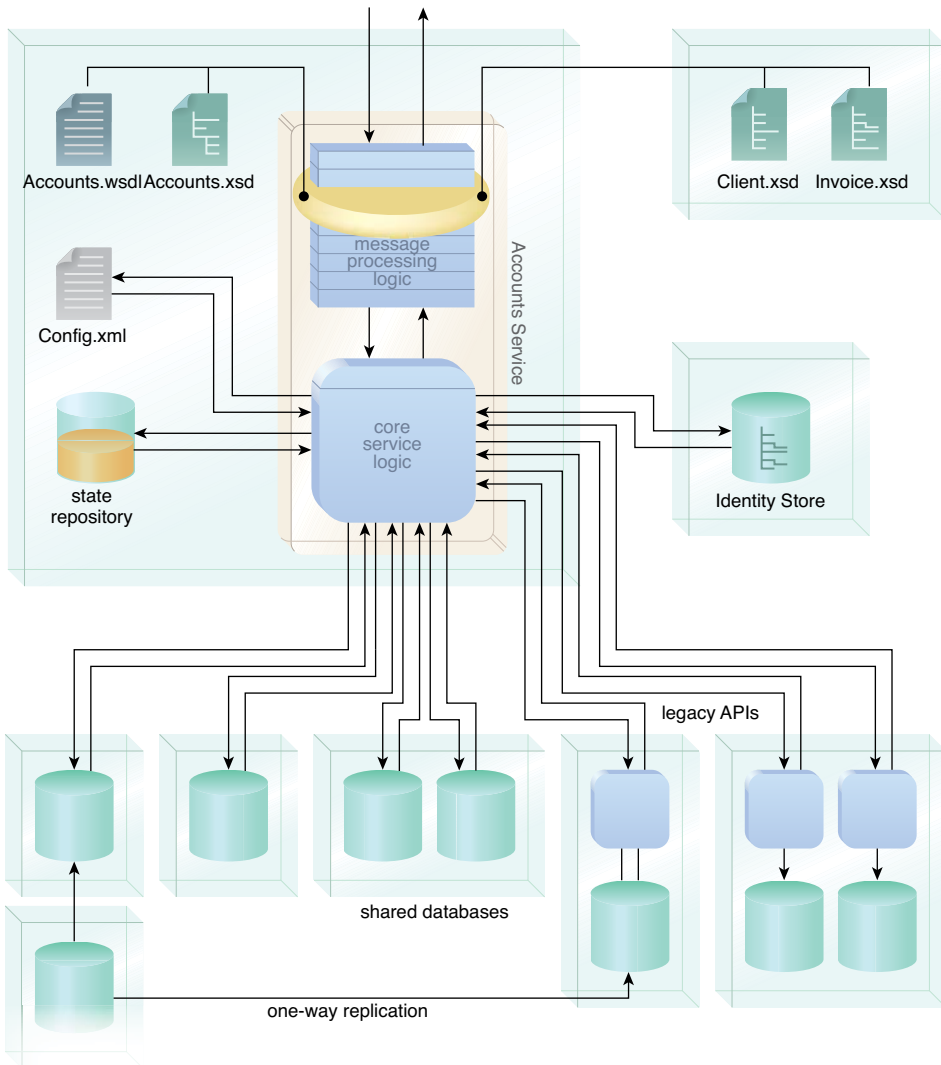 Accounts.wsdl
Accounts.xsd
Client.xsd
Invoice.xsd
message
processing
logic
Accounts Service
Config.xml
core
service
logic
state
repository
Identity Store
legacy APIs
shared databases
one-way replication